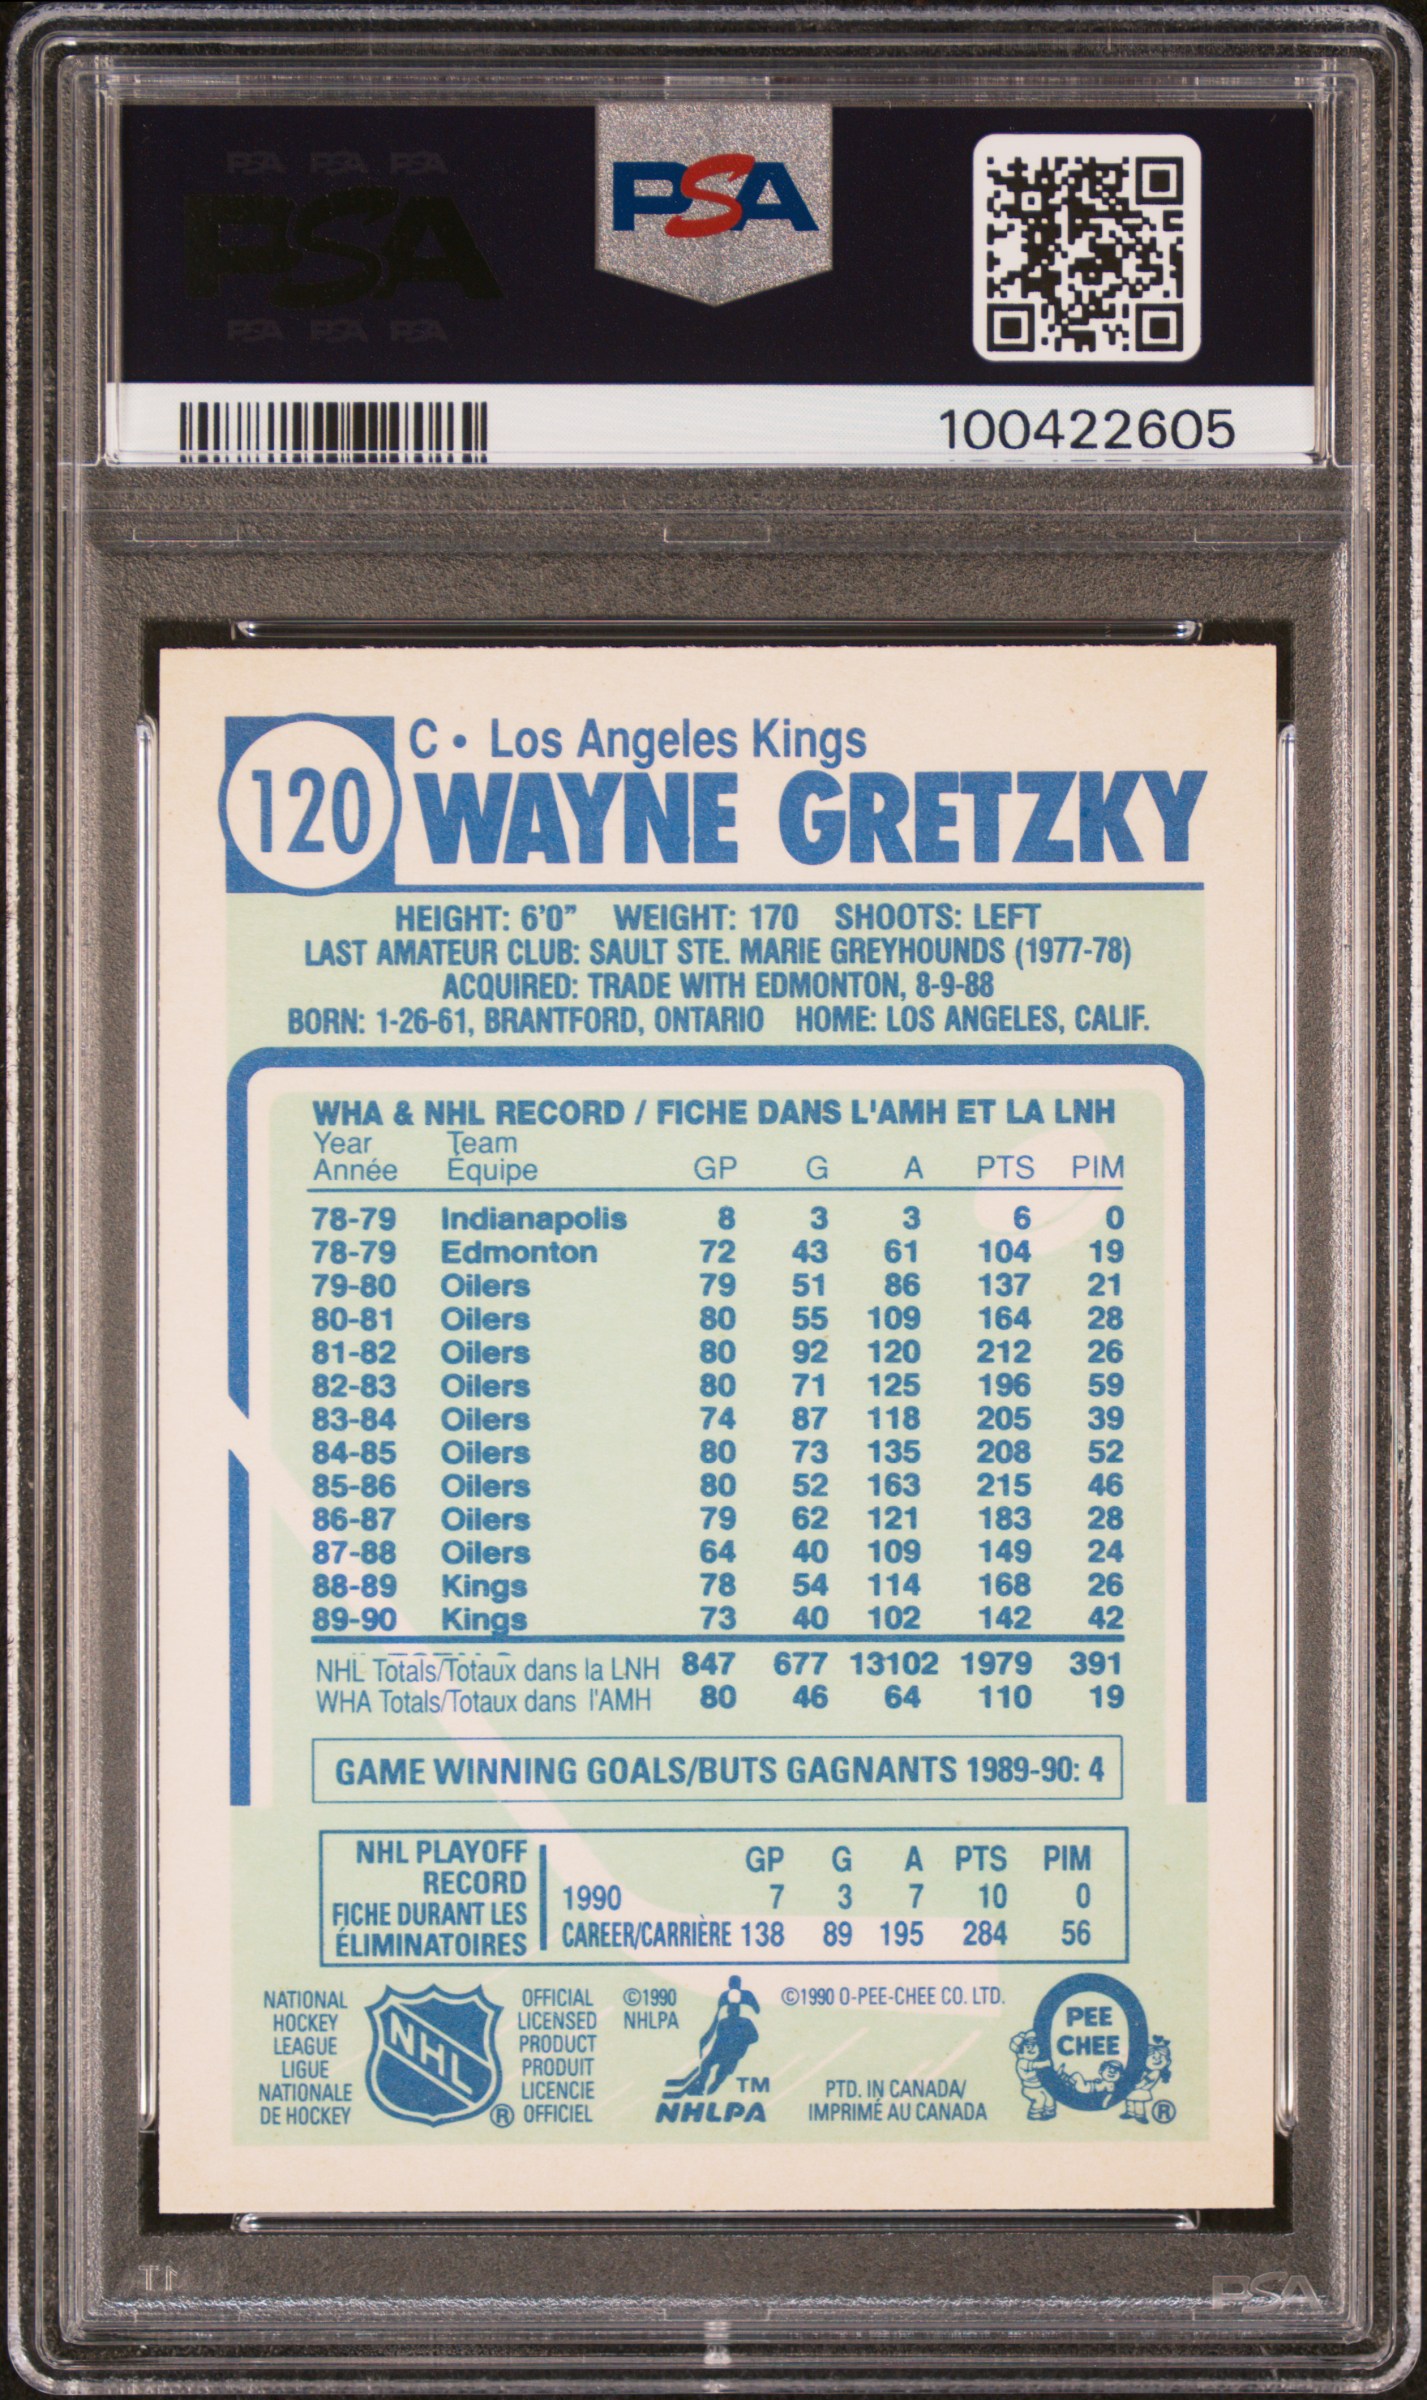 PSA PSA PSA
PSA
PSA PSA PSA
PSA
100422605
120
C • Los Angeles Kings
WAYNE GRETZKY
HEIGHT: 6'0" WEIGHT: 170 SHOOTS: LEFT
LAST AMATEUR CLUB: SAULT STE. MARIE GREYHOUNDS (1977-78)
ACQUIRED: TRADE WITH EDMONTON, 8-9-88
BORN: 1-26-61, BRANTFORD, ONTARIO HOME: LOS ANGELES, CALIF.
WHA & NHL RECORD / FICHE DANS L'AMH ET LA LNH
Year Team
Année Équipe GP G A PTS PIM
78-79 Indianapolis 8 3 3 6 0
78-79 Edmonton 72 43 61 104 19
79-80 Oilers 79 51 86 137 21
80-81 Oilers 80 55 109 164 28
81-82 Oilers 80 92 120 212 26
82-83 Oilers 80 71 125 196 59
83-84 Oilers 74 87 118 205 39
84-85 Oilers 80 73 135 208 52
85-86 Oilers 80 52 163 215 46
86-87 Oilers 79 62 121 183 28
87-88 Oilers 64 40 109 149 24
88-89 Kings 78 54 114 168 26
89-90 Kings 73 40 102 142 42
NHL Totals/Totaux dans la LNH 847 677 13102 1979 391
WHA Totals/Totaux dans l'AMH 80 46 64 110 19
GAME WINNING GOALS/BUTS GAGNANTS 1989-90: 4
NHL PLAYOFF
RECORD
FICHE DURANT LES
ÉLIMINATOIRES
GP G A PTS PIM
1990 7 3 7 10 0
CAREER/CARRIÈRE 138 89 195 284 56
NATIONAL
HOCKEY
LEAGUE
LIGUE
NATIONALE
DE HOCKEY
NHL
®
OFFICIAL
LICENSED
PRODUCT
PRODUIT
LICENCIE
OFFICIEL
©1990
NHLPA
TM
NHLPA
©1990 O-PEE-CHEE CO. LTD.
PTD. IN CANADA/
IMPRIMÉ AU CANADA
O
PEE
CHEE
®
PSA